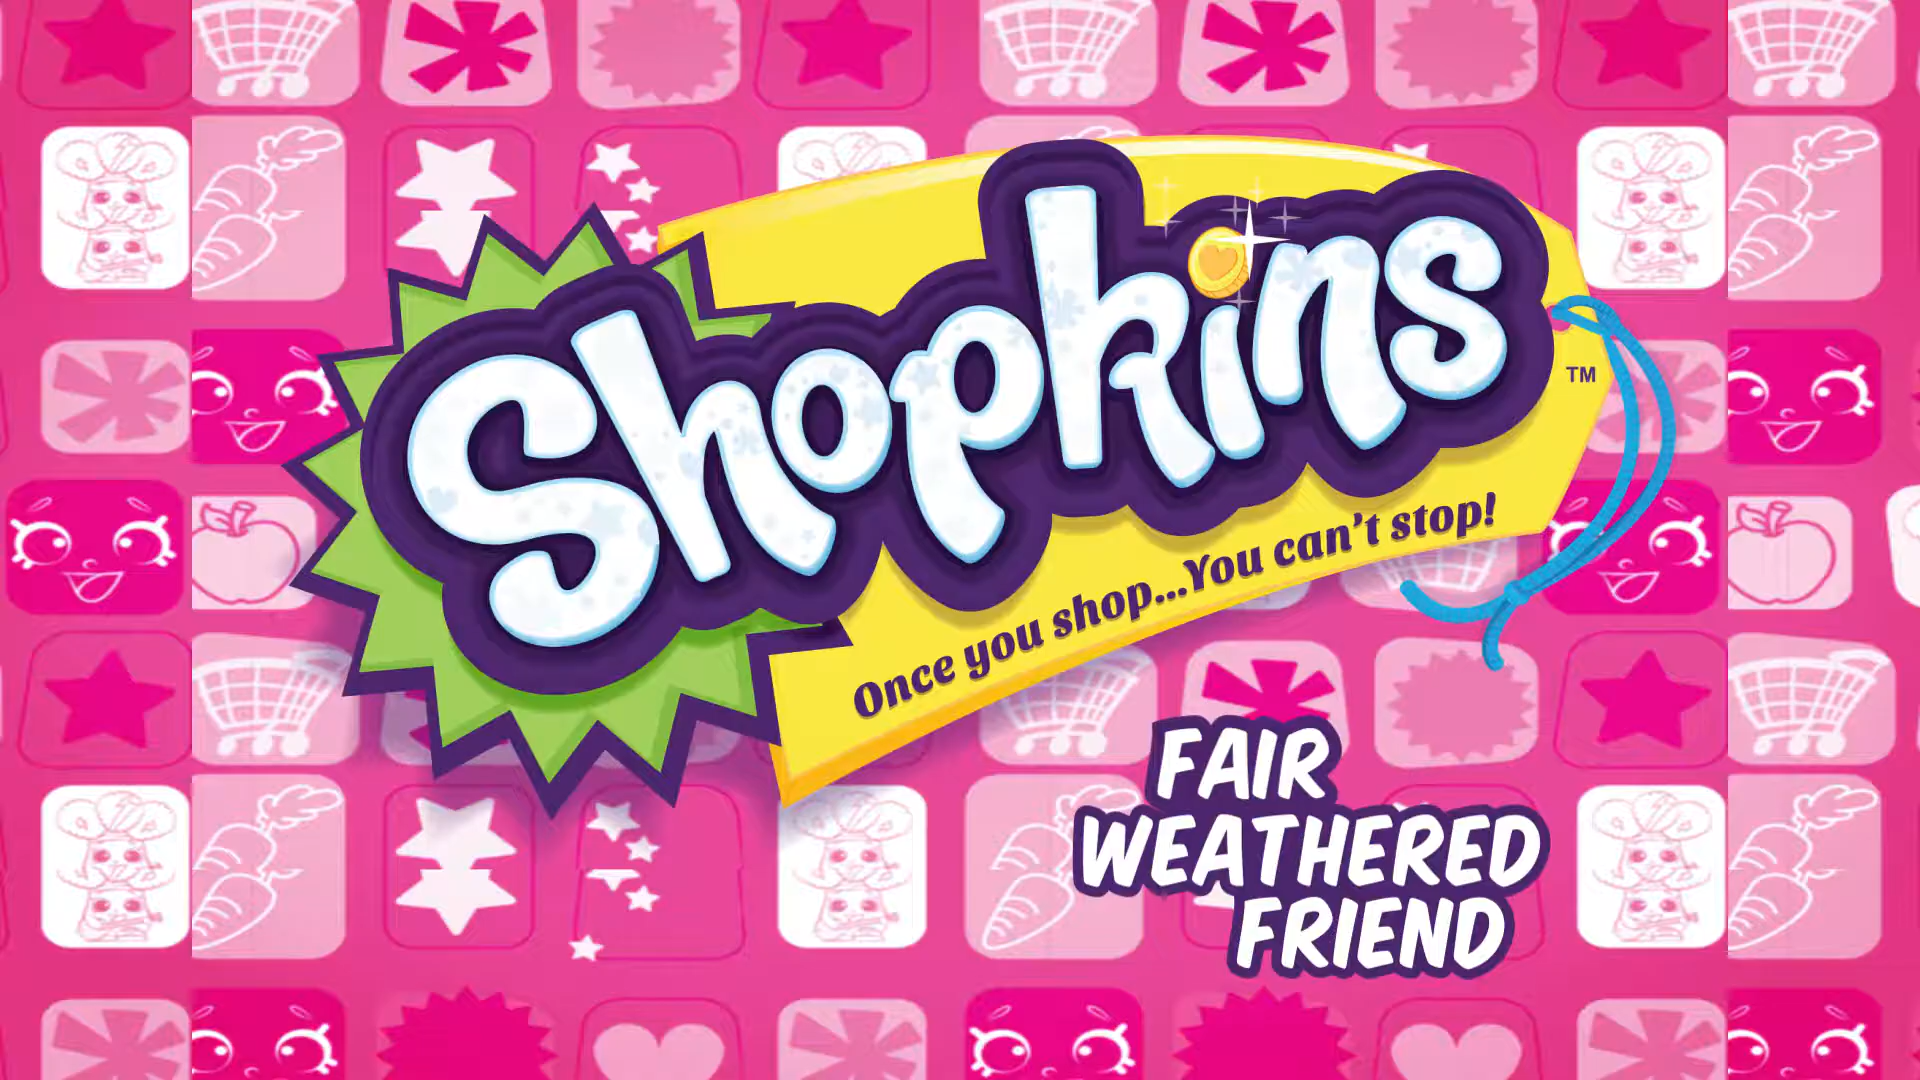 Shopkins
™
Once you shop...You can't stop!
FAIR
WEATHERED
FRIEND